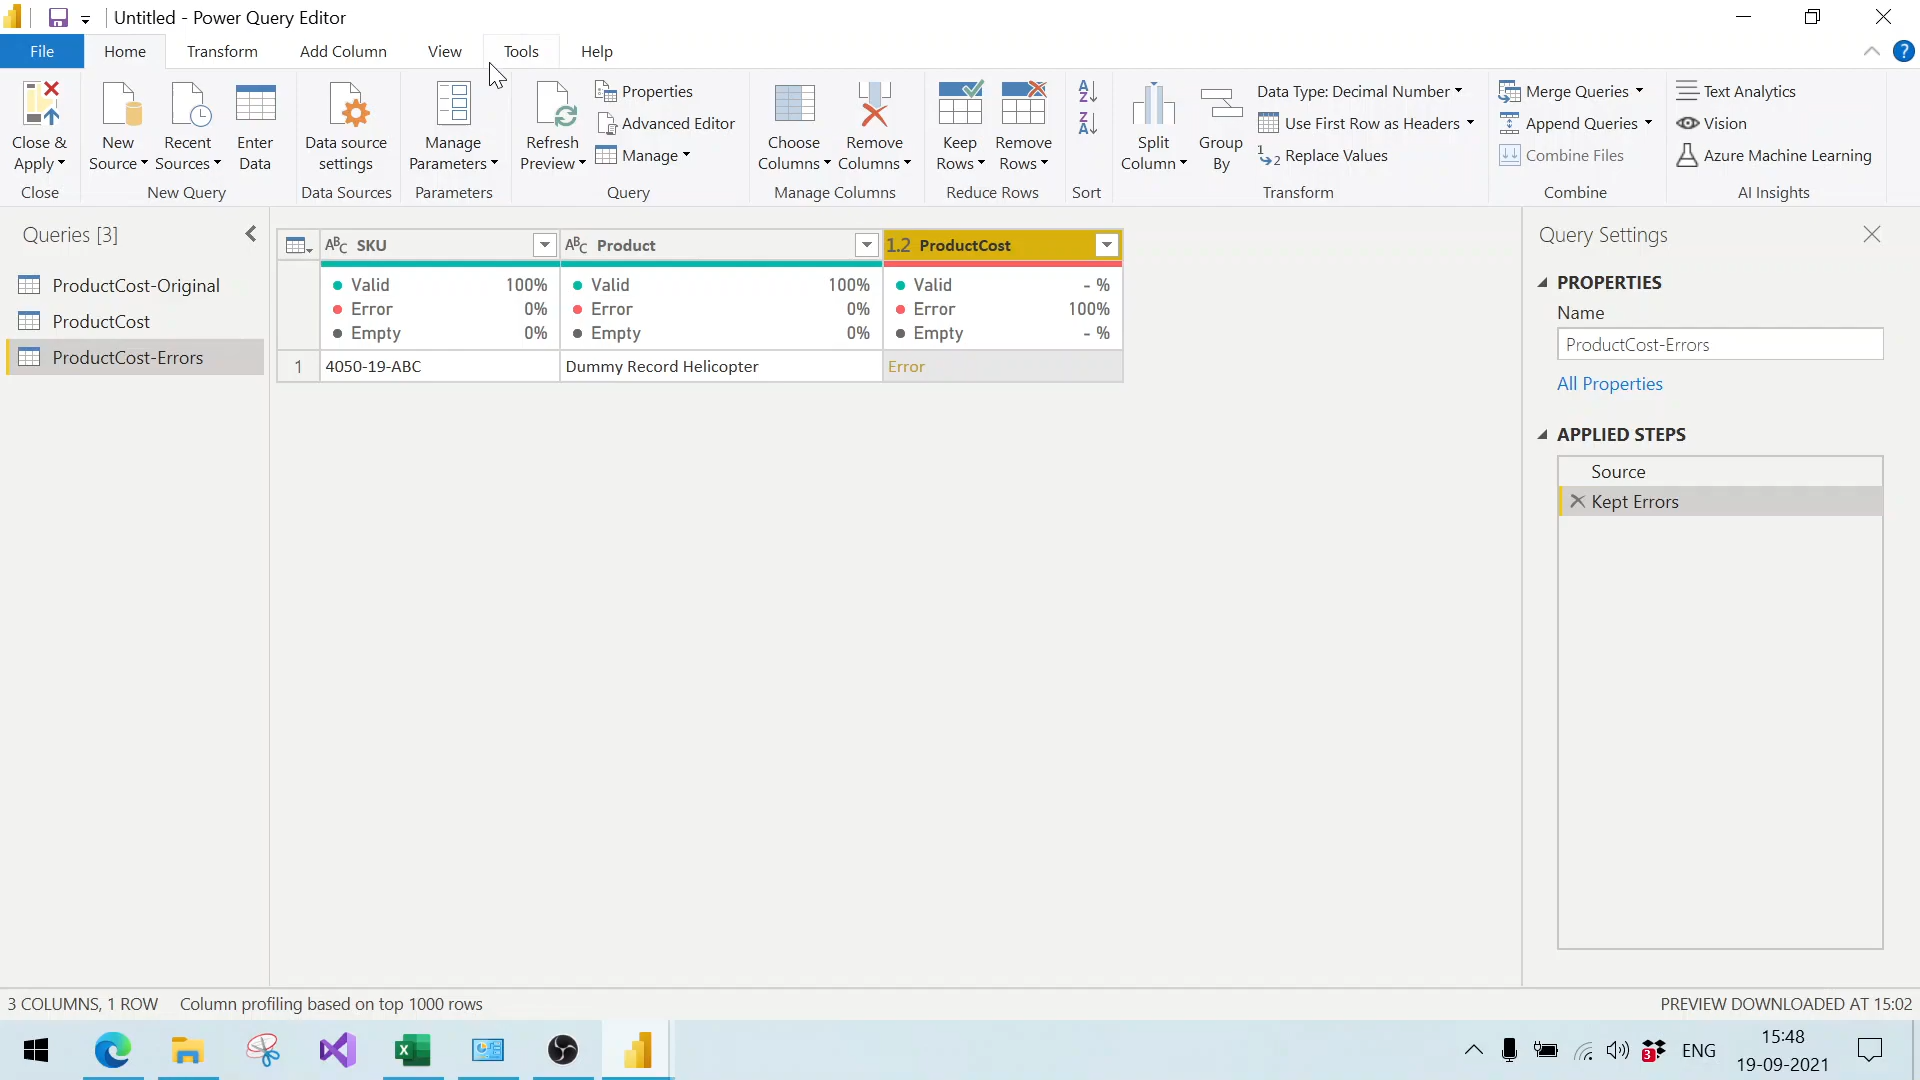 Untitled - Power Query Editor
File Home Transform Add Column View Tools Help
Close & Apply
Close
New Source
Recent Sources
Enter Data
New Query
Data source settings
Data Sources
Manage Parameters
Parameters
Refresh Preview
Properties
Advanced Editor
Manage
Query
Choose Columns
Remove Columns
Manage Columns
Keep Rows
Remove Rows
Reduce Rows
Sort
Split Column
Group By
Data Type: Decimal Number
Use First Row as Headers
Replace Values
Transform
Merge Queries
Append Queries
Combine Files
Combine
Text Analytics
Vision
Azure Machine Learning
AI Insights
Queries [3]
ProductCost-Original
ProductCost
ProductCost-Errors
ABC SKU ABC Product 1.2 ProductCost
Valid 100% Valid 100% Valid - %
Error 0% Error 0% Error 100%
Empty 0% Empty 0% Empty - %
1 4050-19-ABC Dummy Record Helicopter Error
Query Settings
PROPERTIES
Name
ProductCost-Errors
All Properties
APPLIED STEPS
Source
Kept Errors
3 COLUMNS, 1 ROW Column profiling based on top 1000 rows
PREVIEW DOWNLOADED AT 15:02
ENG
15:48
19-09-2021